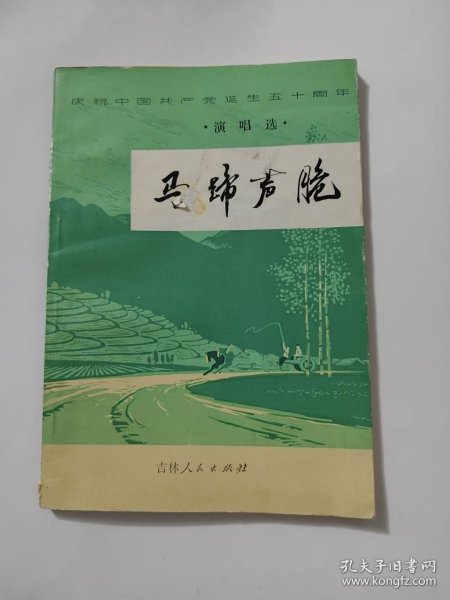 庆祝中国共产党诞生五十周年
·演唱选·
马蹄声脆
吉林人民出版社
孔夫子旧书网
www.kongfz.com